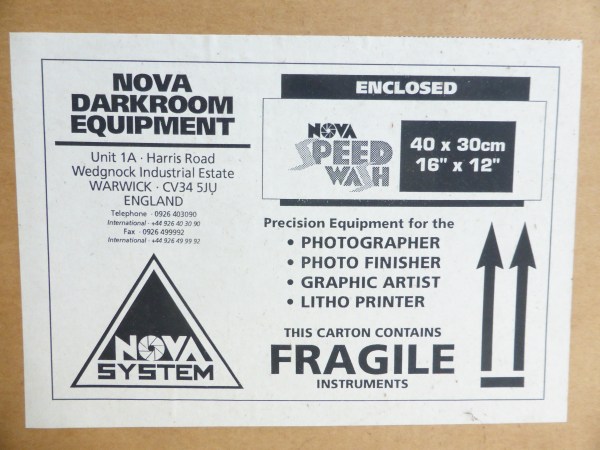 NOVA
DARKROOM
EQUIPMENT
Unit 1A · Harris Road
Wedgnock Industrial Estate
WARWICK · CV34 5JU
ENGLAND
Telephone · 0926 403090
International · +44 926 40 30 90
Fax · 0926 499992
International · +44 926 49 99 92
NOVA
SYSTEM
ENCLOSED
NOVA
SPEED
WASH
40 x 30cm
16" x 12"
Precision Equipment for the
• PHOTOGRAPHER
• PHOTO FINISHER
• GRAPHIC ARTIST
• LITHO PRINTER
THIS CARTON CONTAINS
FRAGILE
INSTRUMENTS